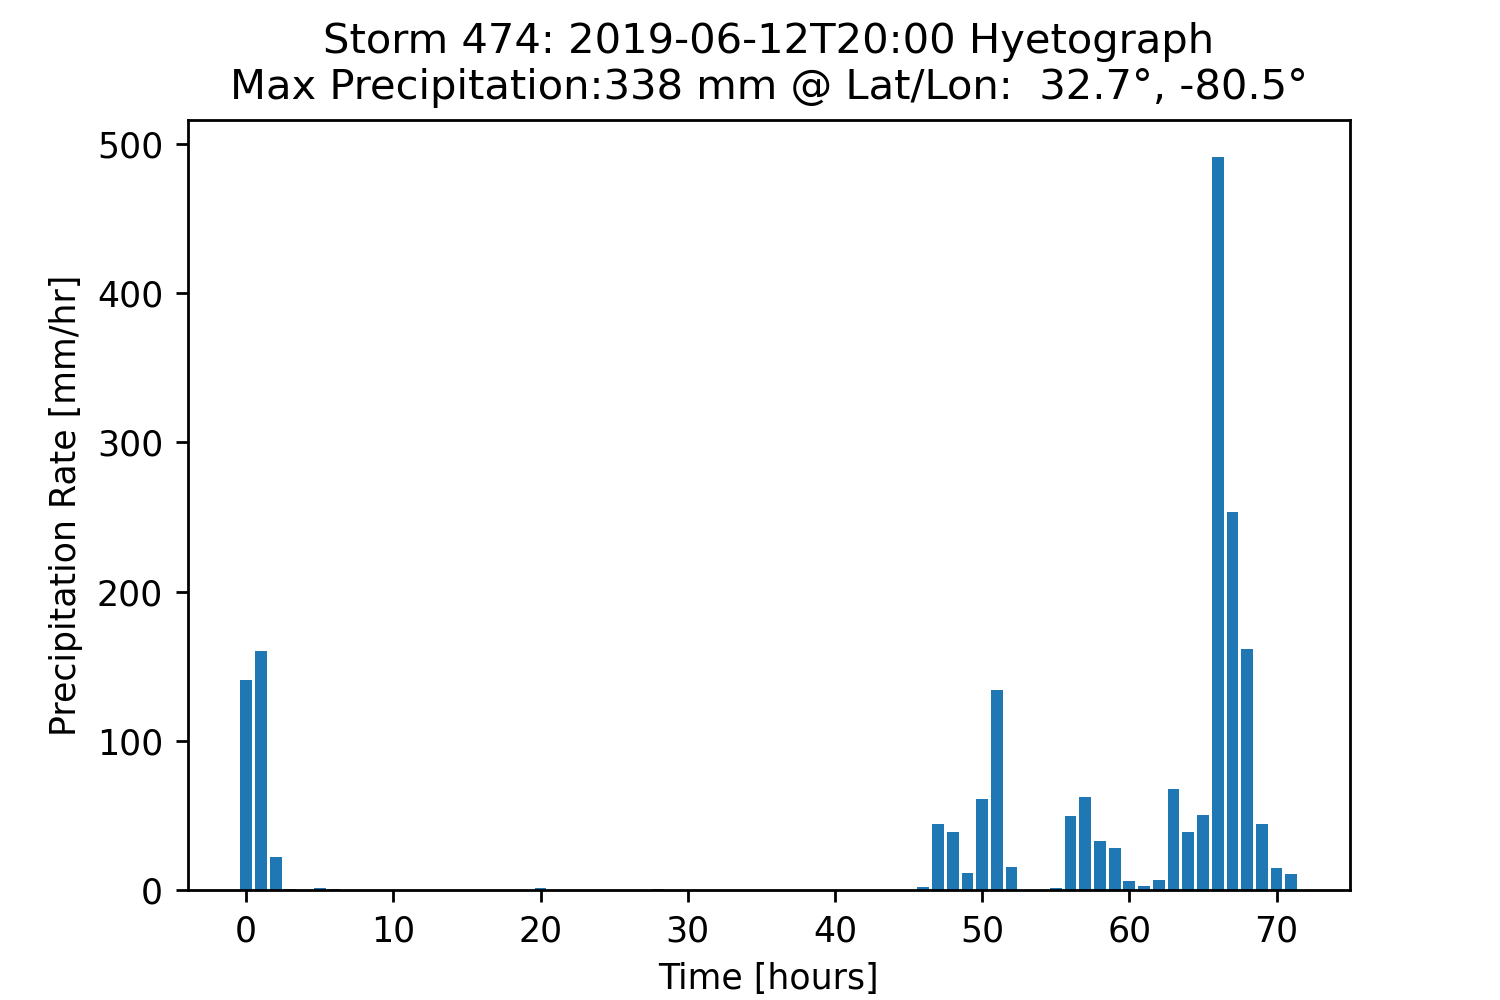 Storm 474: 2019-06-12T20:00 Hyetograph
Max Precipitation:338 mm @ Lat/Lon:  32.7°, -80.5°
Precipitation Rate [mm/hr]
500
400
300
200
100
0
0 10 20 30 40 50 60 70
Time [hours]